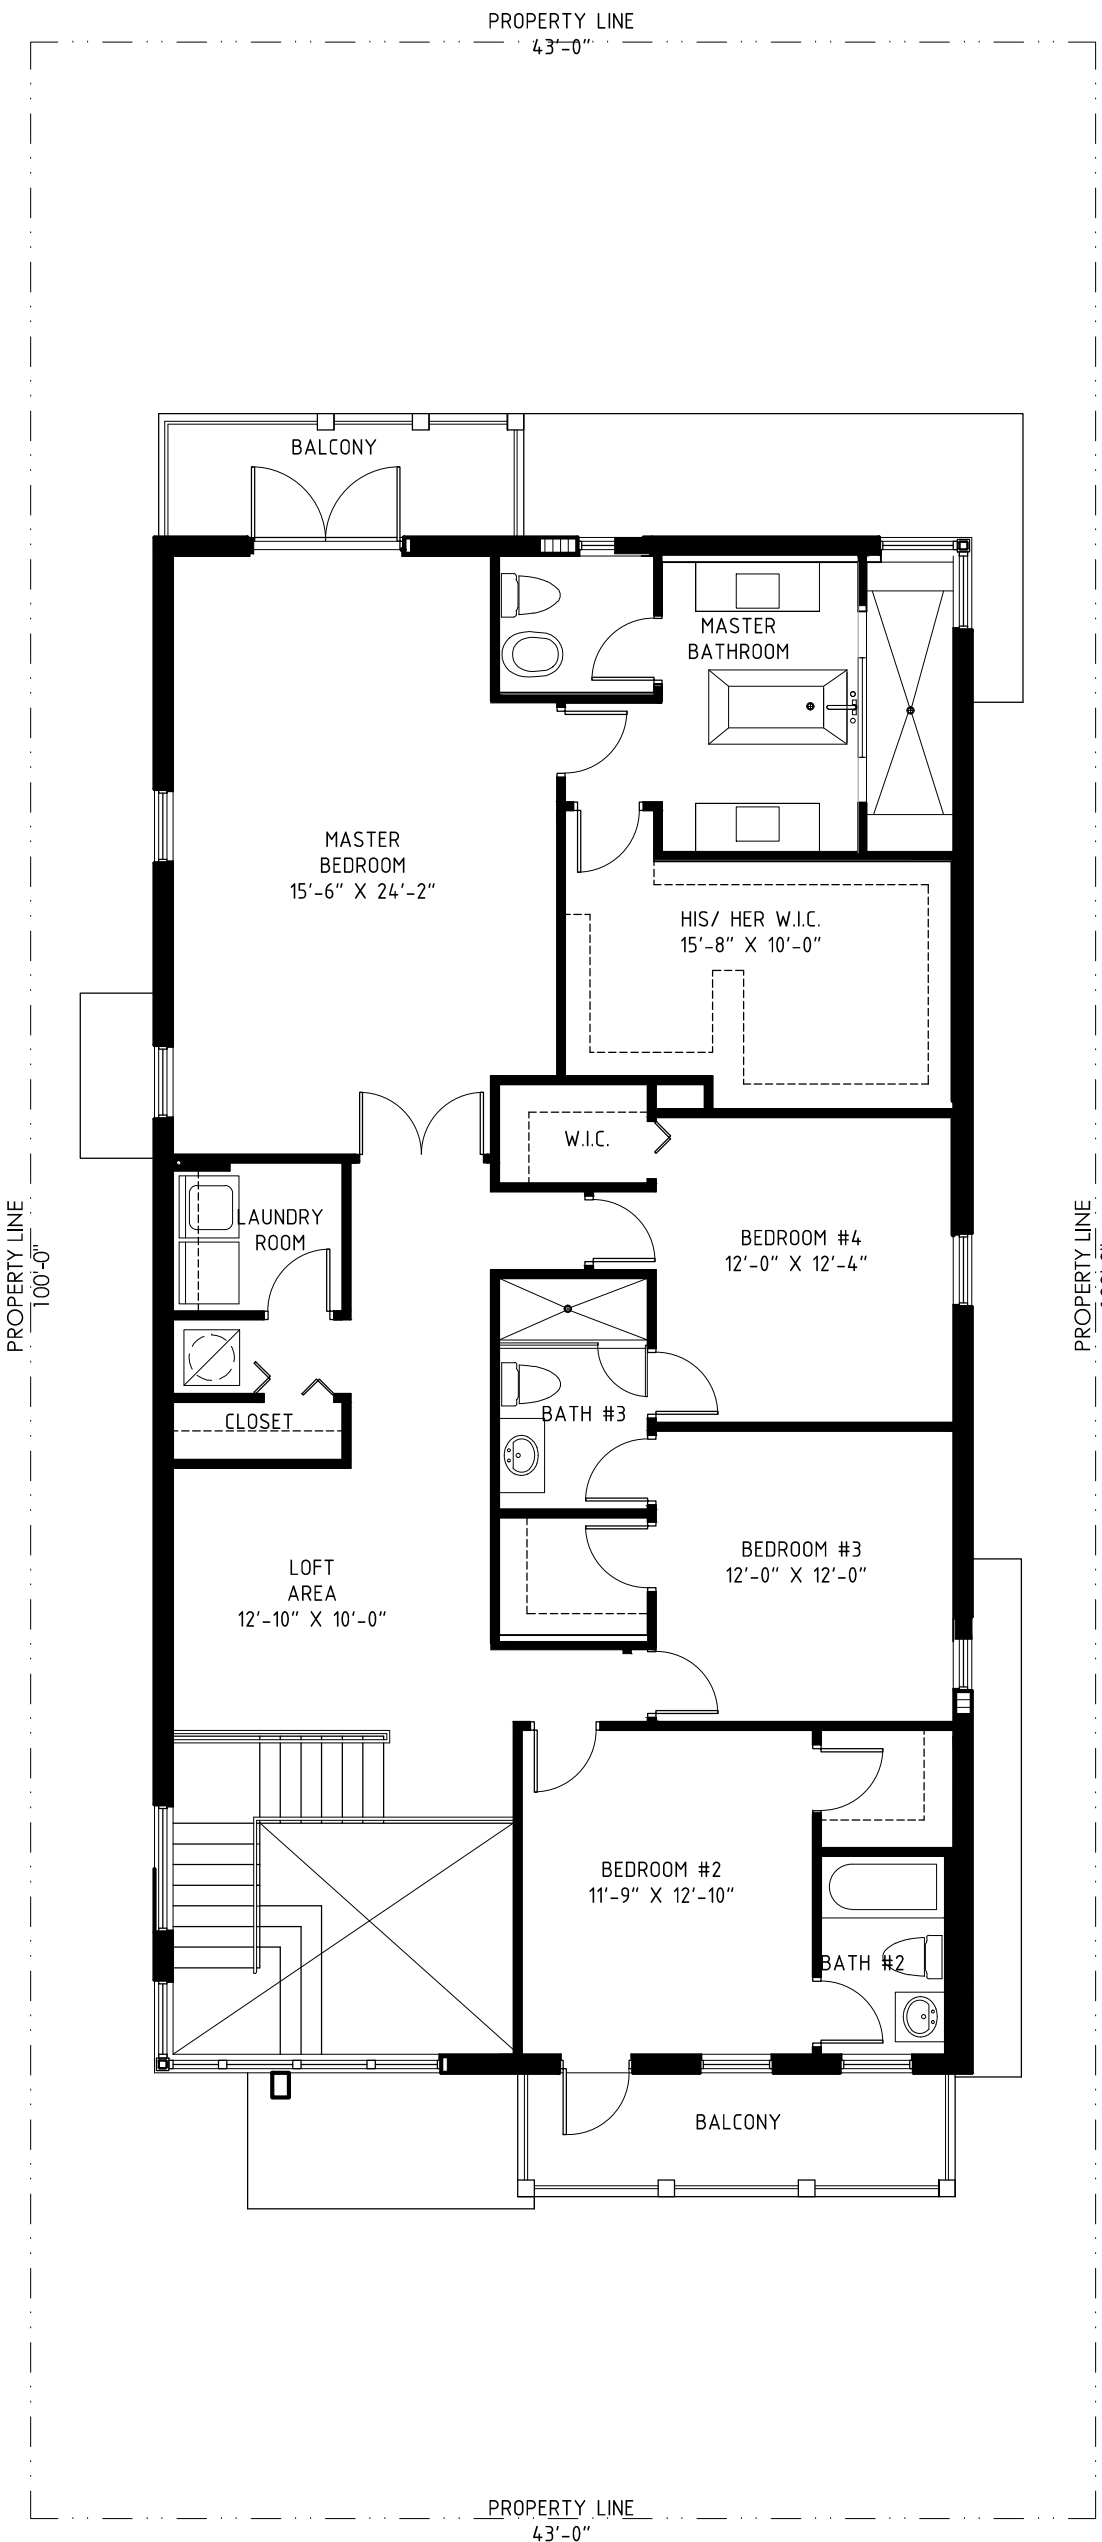 PROPERTY LINE
43'-0"
BALCONY
MASTER
BATHROOM
MASTER
BEDROOM
15'-6" X 24'-2"
HIS/ HER W.I.C.
15'-8" X 10'-0"
W.I.C.
LAUNDRY
ROOM
BEDROOM #4
12'-0" X 12'-4"
PROPERTY LINE
100'-0"
PROPERTY LINE
CLOSET
BATH #3
LOFT
AREA
12'-10" X 10'-0"
BEDROOM #3
12'-0" X 12'-0"
BEDROOM #2
11'-9" X 12'-10"
BATH #2
BALCONY
PROPERTY LINE
43'-0"